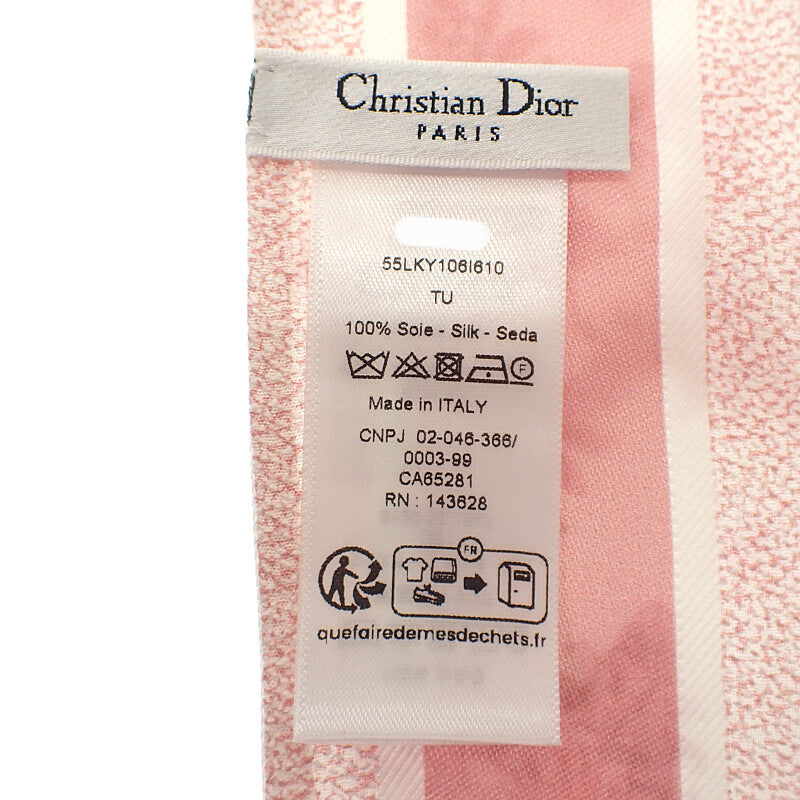 Christian Dior
PARIS
55LKY106I610
TU
100% Soie - Silk - Seda
F
Made in ITALY
CNPJ 02-046-366/
0003-99
CA65281
RN : 143628
FR
quefairedemesdechets.fr